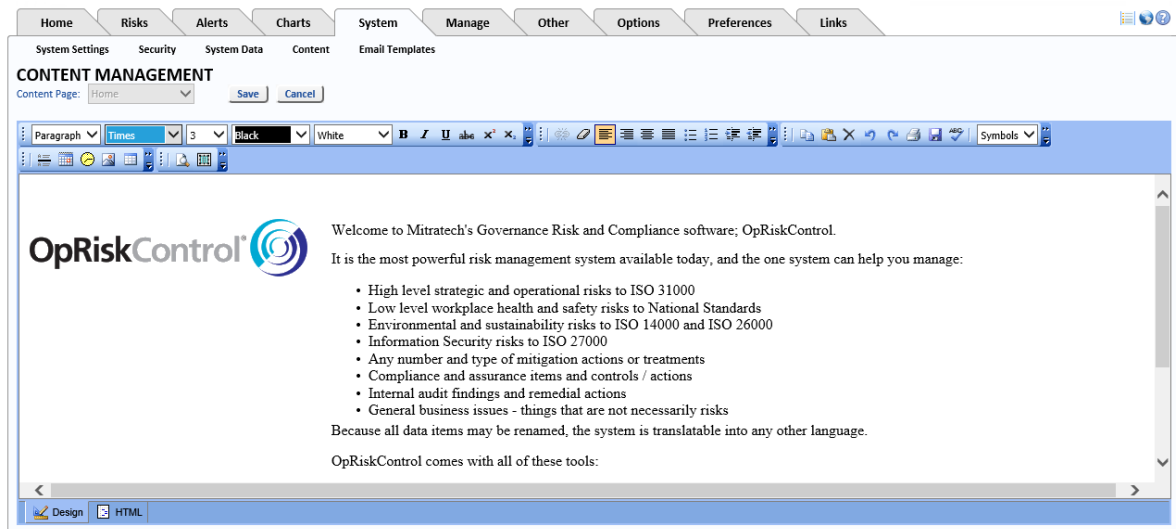 Home Risks Alerts Charts System Manage Other Options Preferences Links
System Settings Security System Data Content Email Templates
CONTENT MANAGEMENT
Content Page: Home Save Cancel
Paragraph Times 3 Black White B I U abc x² x₂ ABC Symbols
OpRiskControl
Welcome to Mitratech's Governance Risk and Compliance software; OpRiskControl.
It is the most powerful risk management system available today, and the one system can help you manage:
• High level strategic and operational risks to ISO 31000
• Low level workplace health and safety risks to National Standards
• Environmental and sustainability risks to ISO 14000 and ISO 26000
• Information Security risks to ISO 27000
• Any number and type of mitigation actions or treatments
• Compliance and assurance items and controls / actions
• Internal audit findings and remedial actions
• General business issues - things that are not necessarily risks
Because all data items may be renamed, the system is translatable into any other language.
OpRiskControl comes with all of these tools:
Design HTML